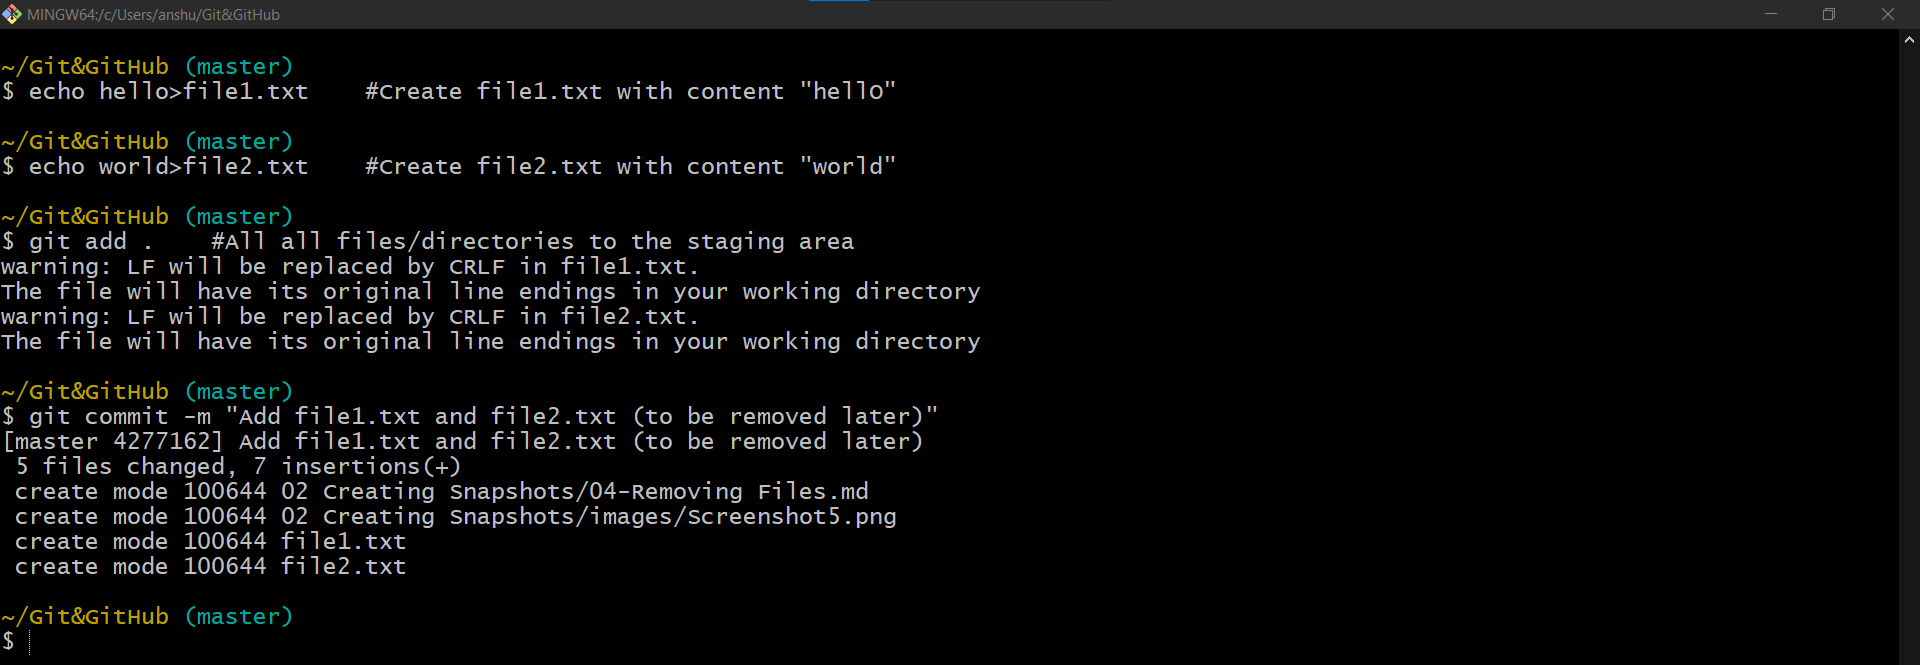 MINGW64:/c/Users/anshu/Git&GitHub
~/Git&GitHub (master)
$ echo hello>file1.txt    #Create file1.txt with content "hellO"
~/Git&GitHub (master)
$ echo world>file2.txt    #Create file2.txt with content "world"
~/Git&GitHub (master)
$ git add .    #All all files/directories to the staging area
warning: LF will be replaced by CRLF in file1.txt.
The file will have its original line endings in your working directory
warning: LF will be replaced by CRLF in file2.txt.
The file will have its original line endings in your working directory
~/Git&GitHub (master)
$ git commit -m "Add file1.txt and file2.txt (to be removed later)"
[master 4277162] Add file1.txt and file2.txt (to be removed later)
 5 files changed, 7 insertions(+)
 create mode 100644 02 Creating Snapshots/04-Removing Files.md
 create mode 100644 02 Creating Snapshots/images/Screenshot5.png
 create mode 100644 file1.txt
 create mode 100644 file2.txt
~/Git&GitHub (master)
$